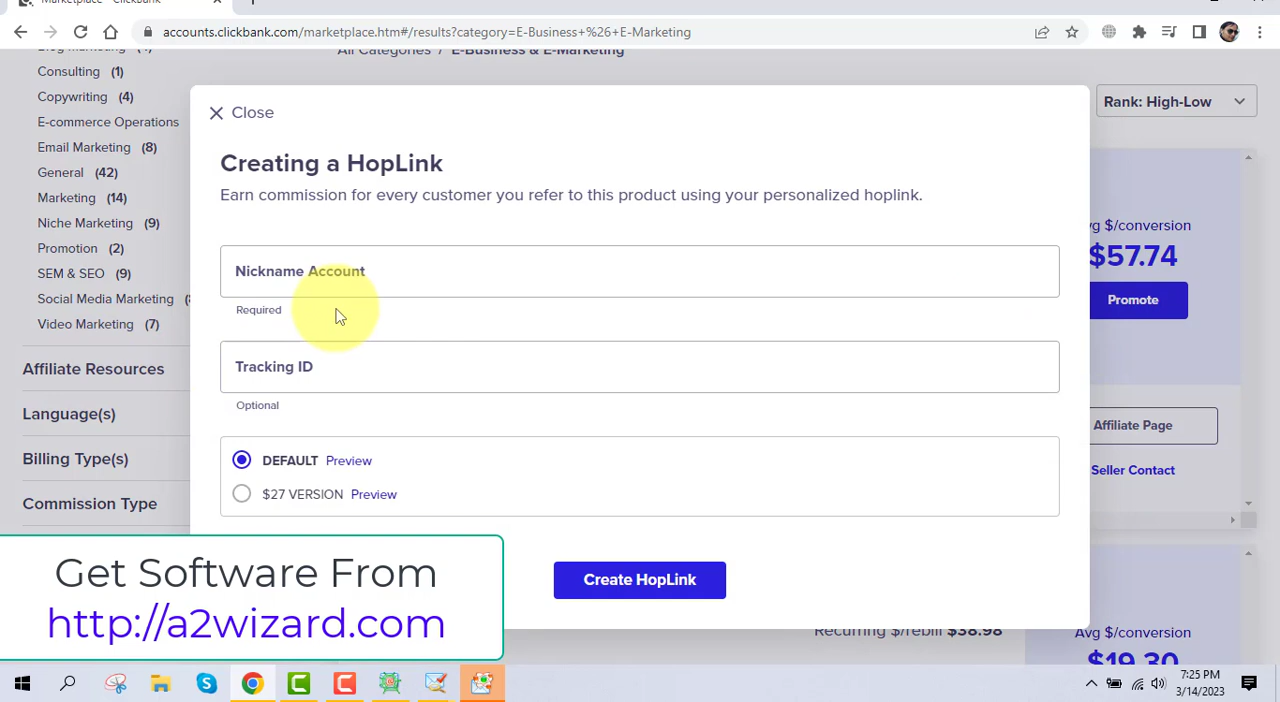 Marketplace - ClickBank
accounts.clickbank.com/marketplace.htm#/results?category=E-Business+%26+E-Marketing
All Categories / E-Business & E-Marketing
Consulting (1)
Copywriting (4)
E-commerce Operations
Email Marketing (8)
General (42)
Marketing (14)
Niche Marketing (9)
Promotion (2)
SEM & SEO (9)
Social Media Marketing
Video Marketing (7)
Affiliate Resources
Language(s)
Billing Type(s)
Commission Type
Close
Creating a HopLink
Earn commission for every customer you refer to this product using your personalized hoplink.
Nickname Account
Required
Tracking ID
Optional
DEFAULT Preview
$27 VERSION Preview
Create HopLink
Rank: High-Low
$/conversion
$57.74
Promote
Affiliate Page
Seller Contact
Recurring $/rebill $38.98
Avg $/conversion
$19.30
Get Software From
http://a2wizard.com
7:25 PM
3/14/2023